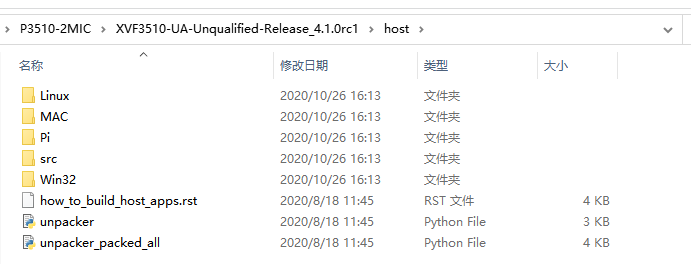 P3510-2MIC > XVF3510-UA-Unqualified-Release_4.1.0rc1 > host >
名称 修改日期 类型 大小
Linux 2020/10/26 16:13 文件夹
MAC 2020/10/26 16:13 文件夹
Pi 2020/10/26 16:13 文件夹
src 2020/10/26 16:13 文件夹
Win32 2020/10/26 16:13 文件夹
how_to_build_host_apps.rst 2020/8/18 11:45 RST 文件 4 KB
unpacker 2020/8/18 11:45 Python File 3 KB
unpacker_packed_all 2020/8/18 11:45 Python File 4 KB